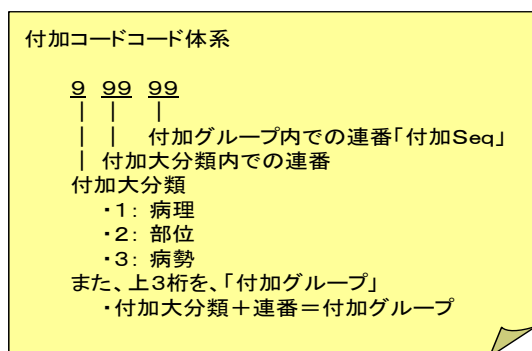 付加コードコード体系
９ ９９ ９９
｜ ｜ ｜
｜ ｜ 付加グループ内での連番「付加Ｓｅｑ」
｜ 付加大分類内での連番
付加大分類
・１： 病理
・２： 部位
・３： 病勢
また、上３桁を、「付加グループ」
・付加大分類＋連番＝付加グループ